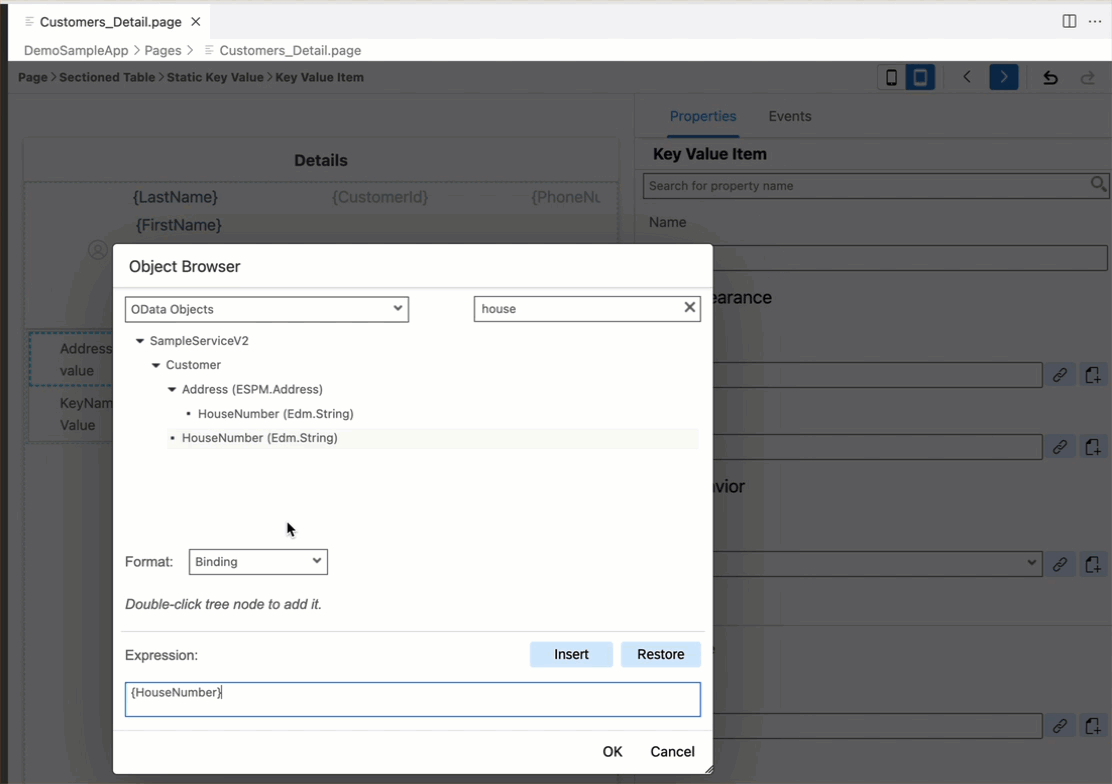 Customers_Detail.page
DemoSampleApp > Pages > Customers_Detail.page
Page > Sectioned Table > Static Key Value > Key Value Item
Properties Events
Details
Key Value Item
Search for property name
{LastName} {CustomerId} {PhoneNu
{FirstName}
Name
Object Browser
earance
OData Objects house
SampleServiceV2
Customer
Address
Address (ESPM.Address)
value
KeyNam
HouseNumber (Edm.String)
Value
HouseNumber (Edm.String)
vior
Format: Binding
Double-click tree node to add it.
Expression: Insert Restore
{HouseNumber}
OK Cancel